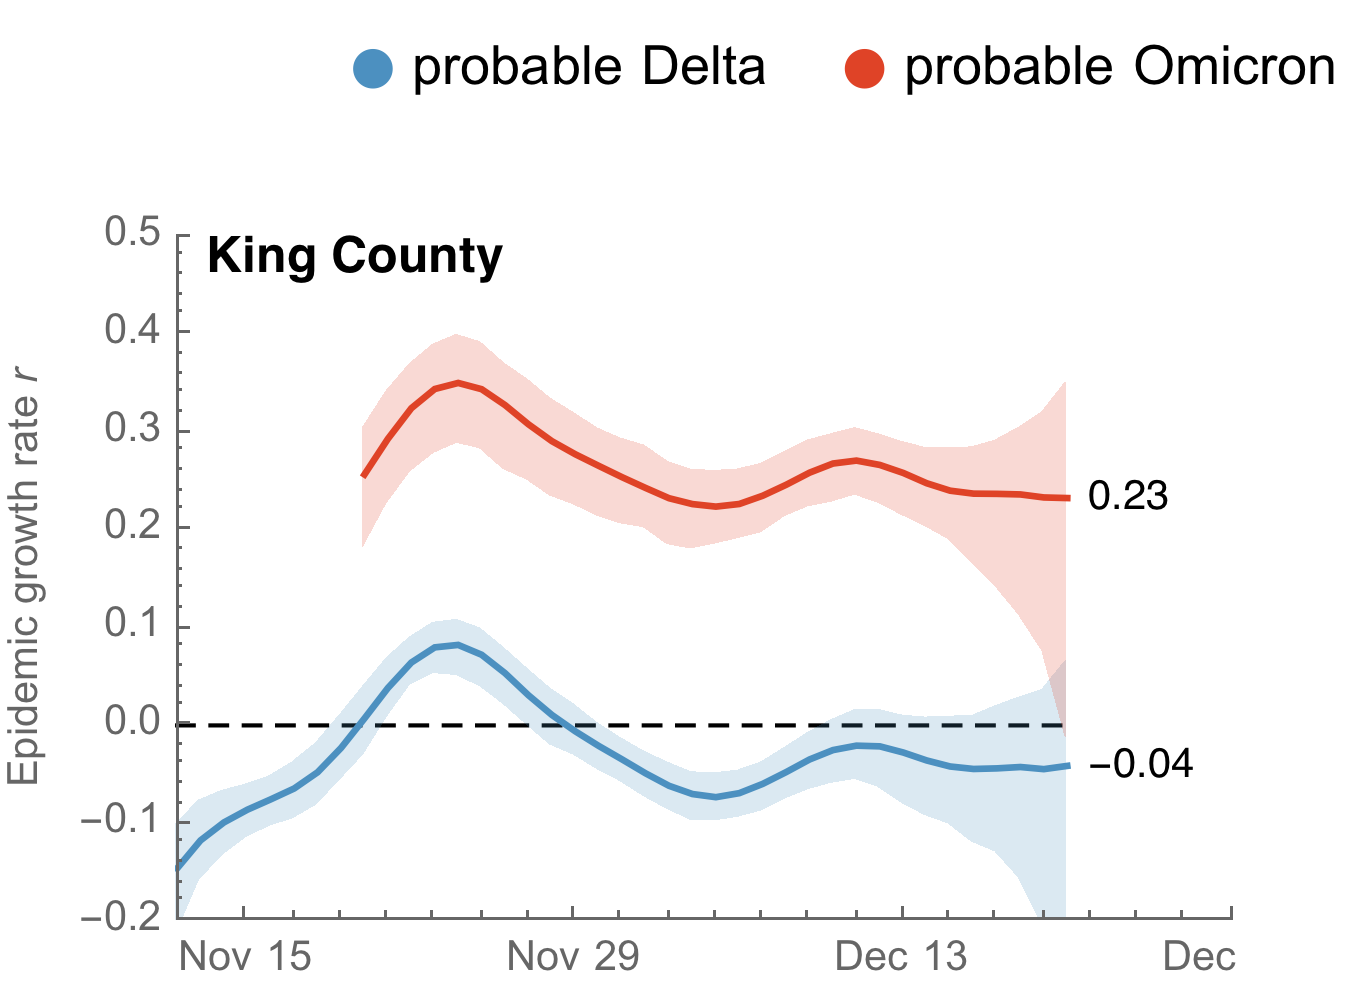 probable Delta probable Omicron
King County
Epidemic growth rate r
0.5
0.4
0.3
0.2
0.1
0.0
−0.1
−0.2
0.23
−0.04
Nov 15 Nov 29 Dec 13 Dec